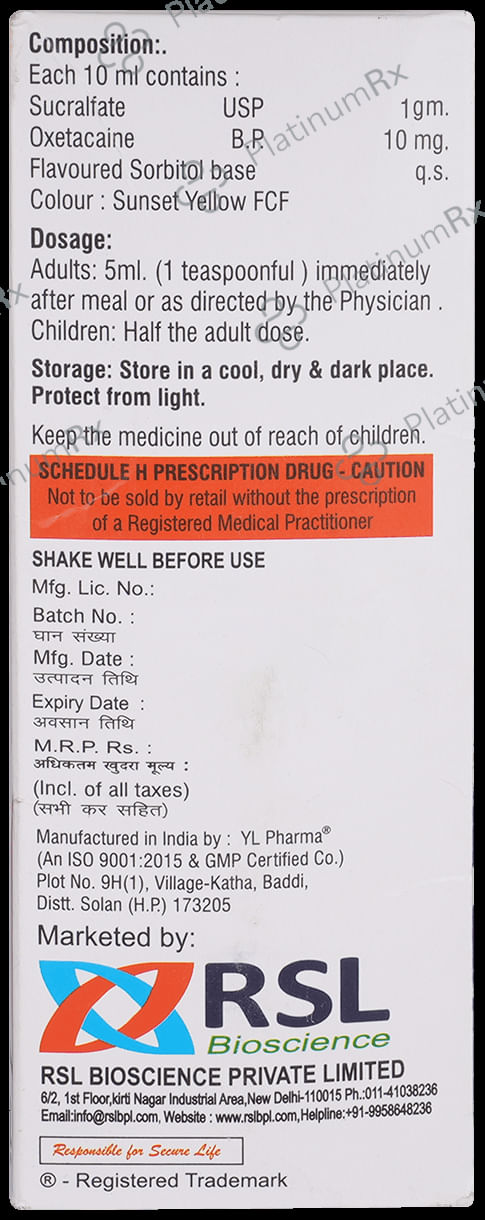 Composition:.
Each 10 ml contains :
Sucralfate USP 1gm.
Oxetacaine B.P. 10 mg.
Flavoured Sorbitol base q.s.
Colour : Sunset Yellow FCF
Dosage:
Adults: 5ml. (1 teaspoonful ) immediately
after meal or as directed by the Physician .
Children: Half the adult dose.
Storage: Store in a cool, dry & dark place.
Protect from light.
Keep the medicine out of reach of children.
SCHEDULE H PRESCRIPTION DRUG - CAUTION
Not to be sold by retail without the prescription
of a Registered Medical Practitioner
SHAKE WELL BEFORE USE
Mfg. Lic. No.:
Batch No. :
घान संख्या
Mfg. Date :
उत्पादन तिथि
Expiry Date :
अवसान तिथि
M.R.P. Rs. :
अधिकतम खुदरा मूल्य :
(Incl. of all taxes)
(सभी कर सहित)
Manufactured in India by : YL Pharma®
(An ISO 9001:2015 & GMP Certified Co.)
Plot No. 9H(1), Village-Katha, Baddi,
Distt. Solan (H.P.) 173205
Marketed by:
RSL
Bioscience
RSL BIOSCIENCE PRIVATE LIMITED
6/2, 1st Floor,kirti Nagar Industrial Area,New Delhi-110015 Ph.:011-41038236
Email:info@rslbpl.com, Website : www.rslbpl.com,Helpline:+91-9958648236
Responsible for Secure Life
® - Registered Trademark
PlatinumRx
PlatinumRx